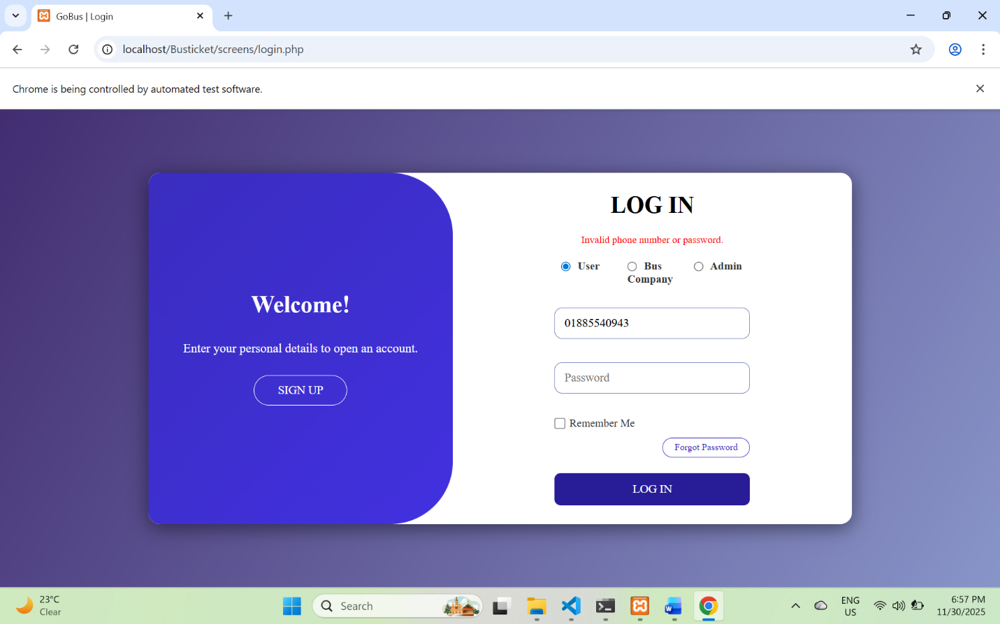 GoBus | Login
localhost/Busticket/screens/login.php
Chrome is being controlled by automated test software.
Welcome!
Enter your personal details to open an account.
SIGN UP
LOG IN
Invalid phone number or password.
User
Bus Company
Admin
01885540943
Password
Remember Me
Forgot Password
LOG IN
23°C
Clear
Search
ENG
US
6:57 PM
11/30/2025